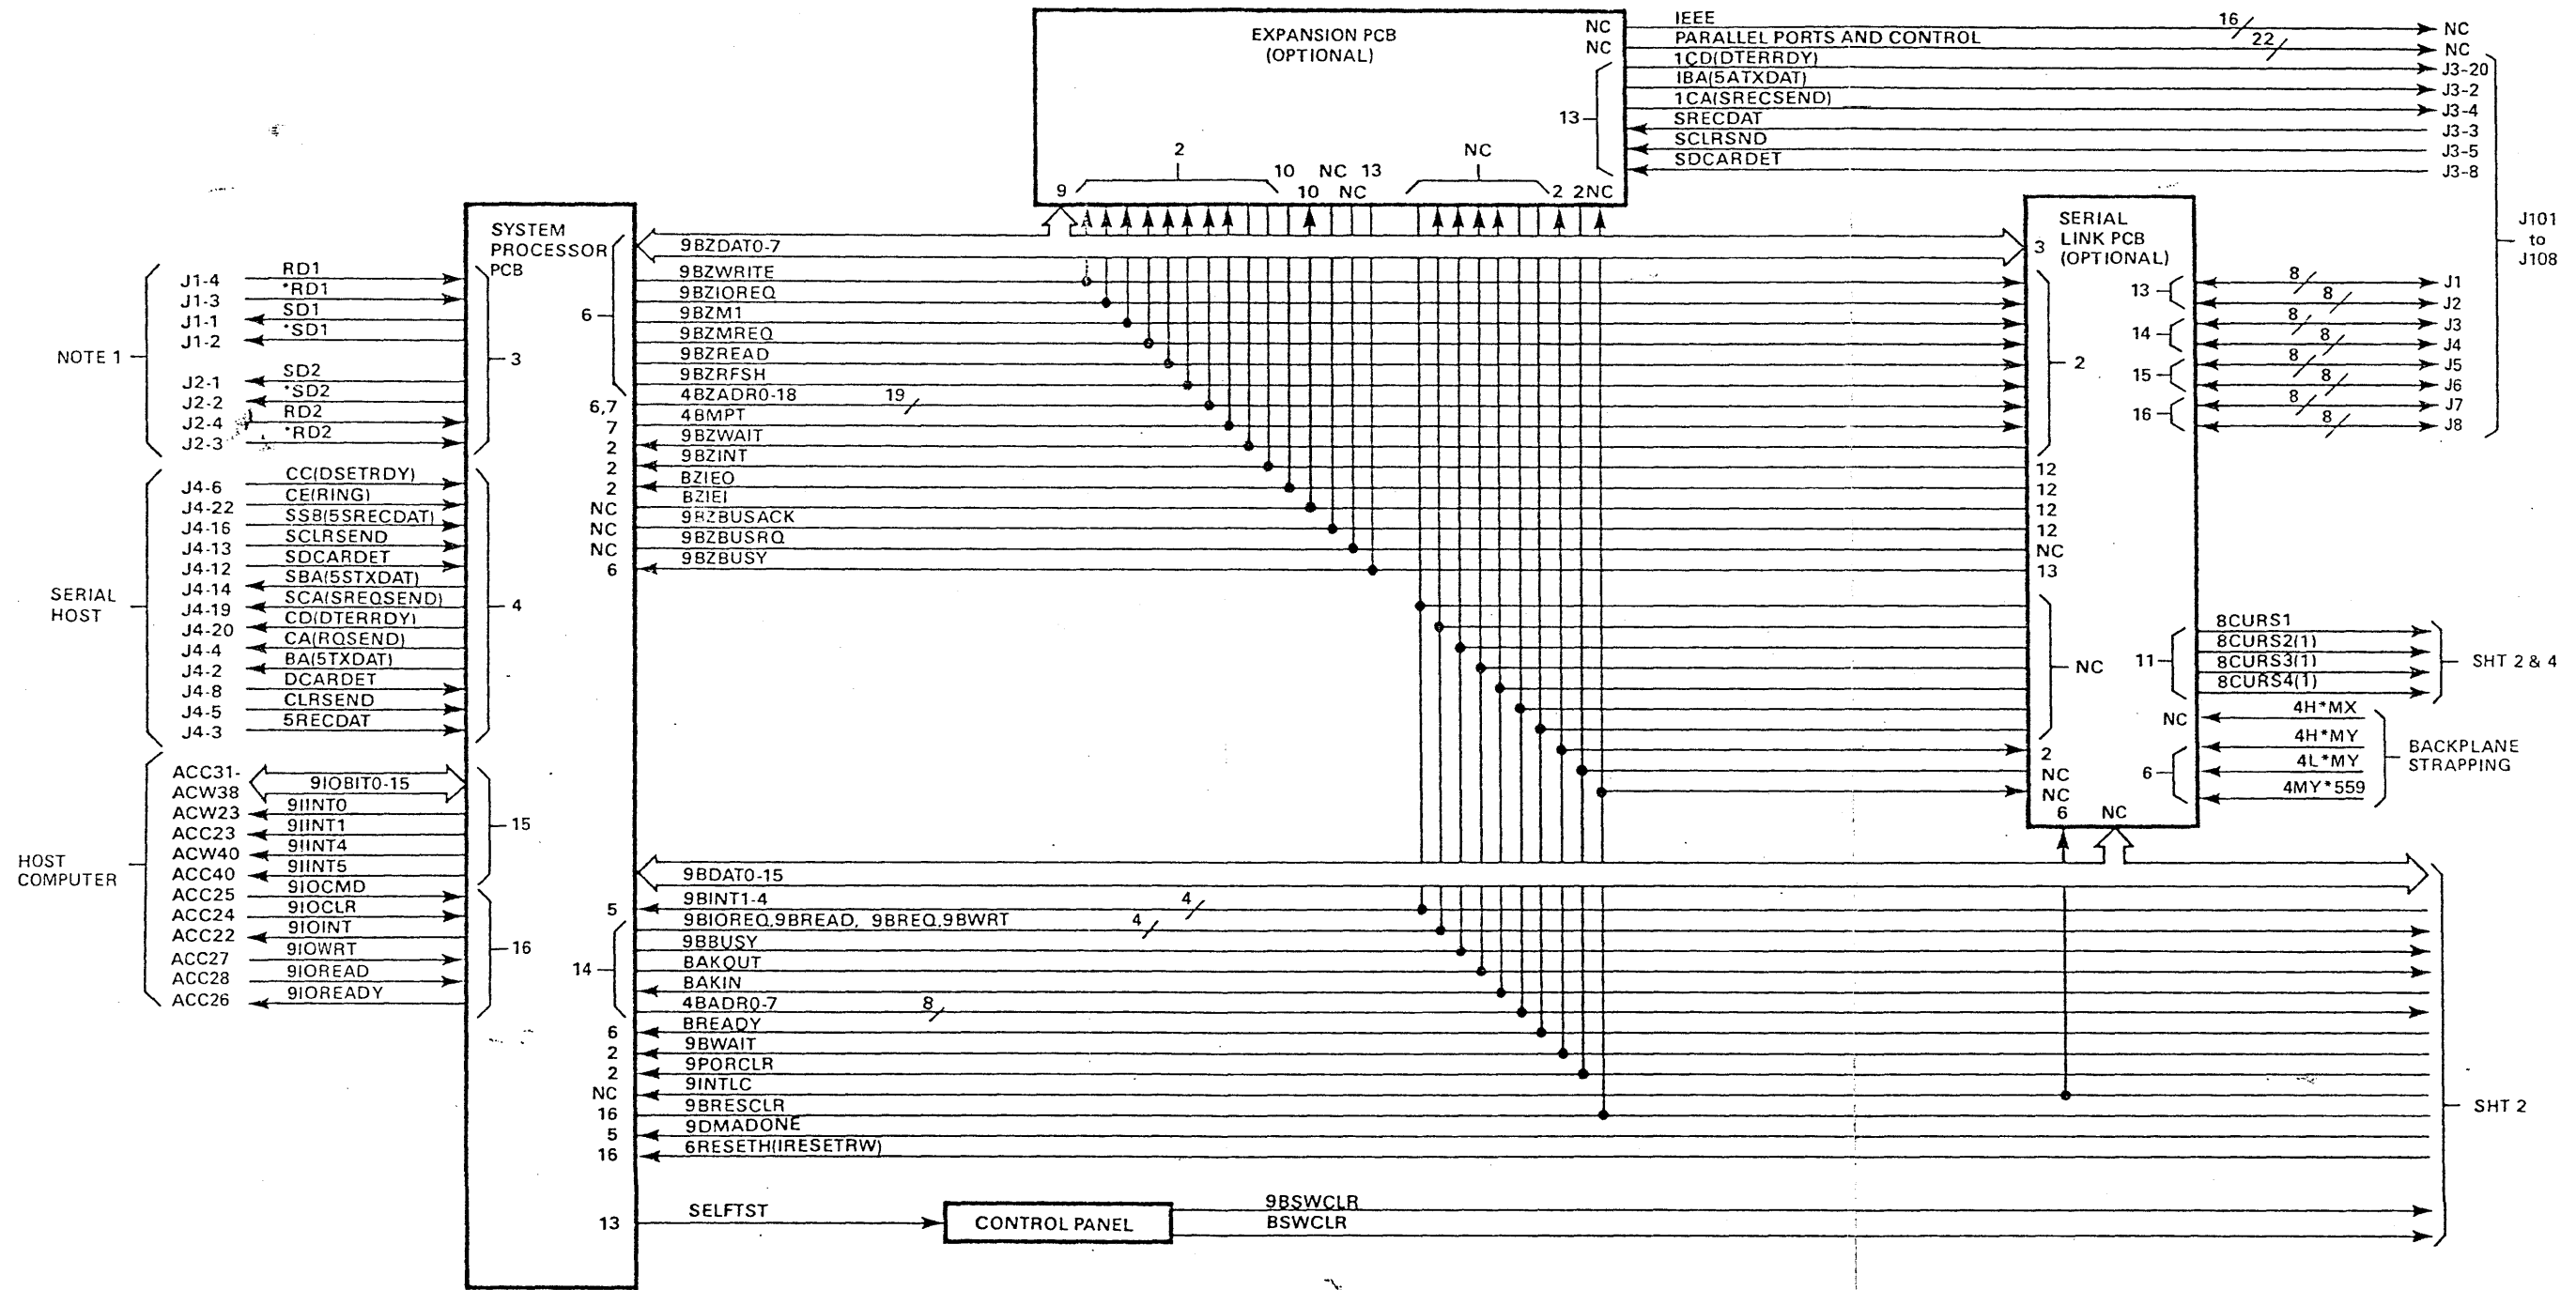 EXPANSION PCB
(OPTIONAL)
NC
NC
13
2
10 NC 13
10 NC
NC
9
2 2NC
IEEE 16
PARALLEL PORTS AND CONTROL 22
1CD(DTERRDY)
IBA(5ATXDAT)
1CA(SRECSEND)
SRECDAT
SCLRSND
SDCARDET
NC
NC
J3-20
J3-2
J3-4
J3-3
J3-5
J3-8
J101
to
J108
SYSTEM
PROCESSOR
PCB
NOTE 1
J1-4 RD1
J1-3 *RD1
J1-1 SD1
J1-2 *SD1
J2-1 SD2
J2-2 *SD2
J2-4 RD2
J2-3 *RD2
3
SERIAL
HOST
J4-6 CC(DSETRDY)
J4-22 CE(RING)
J4-16 SSB(5SRECDAT)
J4-13 SCLRSEND
J4-12 SDCARDET
J4-14 SBA(5STXDAT)
J4-19 SCA(SREQSEND)
J4-20 CD(DTERRDY)
J4-4 CA(RQSEND)
J4-2 BA(5TXDAT)
J4-8 DCARDET
J4-5 CLRSEND
J4-3 5RECDAT
4
HOST
COMPUTER
ACC31-
ACW38 9IOBIT0-15
ACW23 9IINT0
ACC23 9IINT1
ACW40 9IINT4
ACC40 9IINT5
ACC25 9IOCMD
ACC24 9IOCLR
ACC22 9IOINT
ACC27 9IOWRT
ACC28 9IOREAD
ACC26 9IOREADY
15
16
6
9BZDAT0-7
9BZWRITE
9BZIOREQ
9BZM1
9BZMREQ
9BZREAD
9BZRFSH
6,7 4BZADR0-18 19
7 4BMPT
2 9BZWAIT
2 9BZINT
2 BZIEO
NC BZIEI
NC 9BZBUSACK
NC 9BZBUSRQ
6 9BZBUSY
SERIAL
LINK PCB
(OPTIONAL)
3
2
12
12
12
12
NC
13
NC
2
NC
NC
6 NC
13
14
15
16
8 J1
8 J2
8 J3
8 J4
8 J5
8 J6
8 J7
8 J8
11
8CURS1
8CURS2(1)
8CURS3(1)
8CURS4(1)
SHT 2 & 4
NC 4H*MX
6
4H*MY
4L*MY
4MY*559
BACKPLANE
STRAPPING
9BDAT0-15
5 9BINT1-4 4
14
9BIOREQ,9BREAD, 9BREQ,9BWRT 4
9BBUSY
BAKOUT
BAKIN
4BADR0-7 8
6 BREADY
2 9BWAIT
2 9PORCLR
NC 9INTLC
16 9BRESCLR
5 9DMADONE
16 6RESETH(IRESETRW)
SHT 2
13 SELFTST
CONTROL PANEL
9BSWCLR
BSWCLR